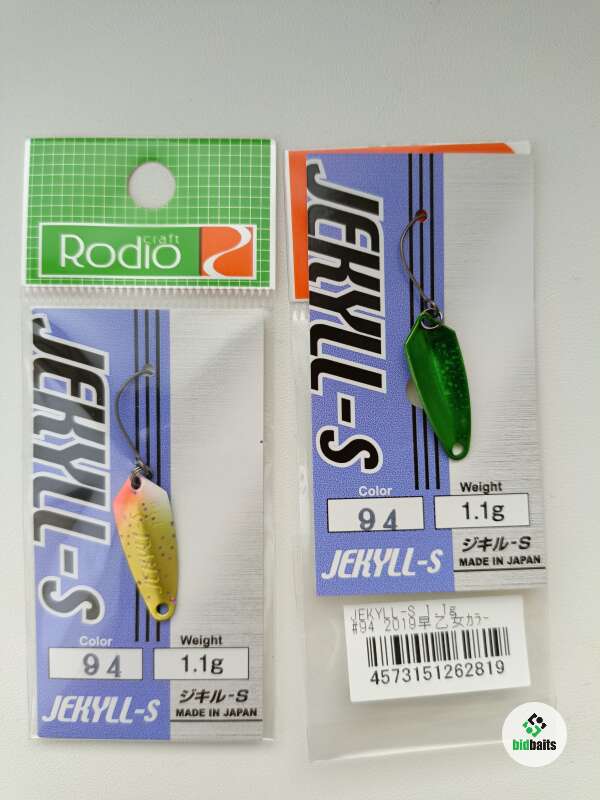 Rodio
craft
JEKYLL-S
Color
94
Weight
1.1g
JEKYLL-S
ジキル-S
MADE IN JAPAN
JEKYLL-S
Color
94
Weight
1.1g
JEKYLL-S
ジキル-S
MADE IN JAPAN
JEKYLL-S 1.1g
#94 2019早乙女ｶﾗｰ
4573151262819
bidbaits